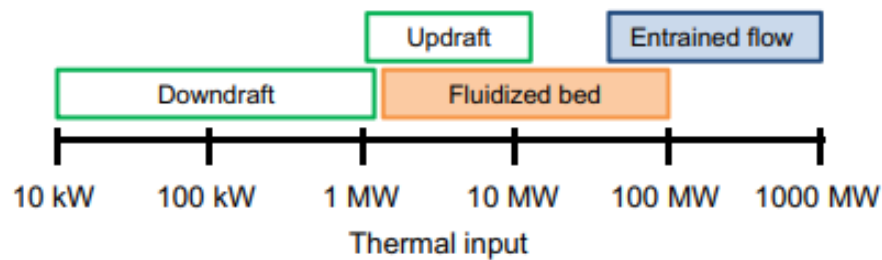 Updraft Entrained flow
Downdraft Fluidized bed
10 kW 100 kW 1 MW 10 MW 100 MW 1000 MW
Thermal input